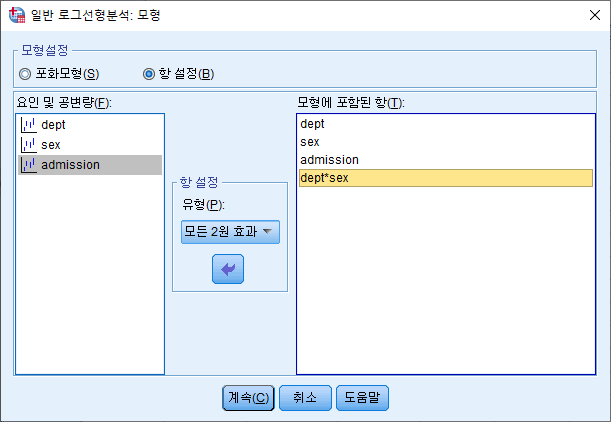 일반 로그선형분석: 모형
모형설정
포화모형(S)
항 설정(B)
요인 및 공변량(F):
dept
sex
admission
항 설정
유형(P):
모든 2원 효과
모형에 포함된 항(T):
dept
sex
admission
dept*sex
계속(C)
취소
도움말